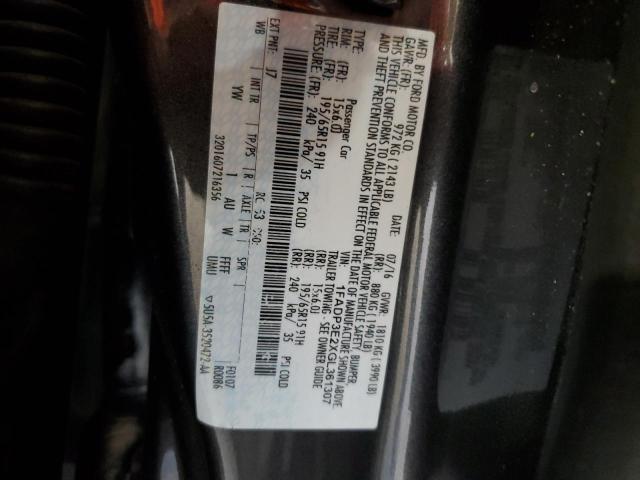 MFD. BY FORD MOTOR CO.
DATE: 07/16 GVWR: 1810 KG ( 3990 LB)
GAWR: (FR): 972 KG ( 2143 LB) (RR): 880 KG ( 1940 LB)
THIS VEHICLE CONFORMS TO ALL APPLICABLE FEDERAL MOTOR VEHICLE SAFETY, BUMPER,
AND THEFT PREVENTION STANDARDS IN EFFECT ON THE DATE OF MANUFACTURE SHOWN ABOVE.
VIN: 1FADP3E2XGL361307
TYPE: Passenger Car TRAILER TOWING - SEE OWNER GUIDE
RIM: (FR): 15x6.0J (RR): 15x6.0J
TIRE: (FR): 195/65R15 91H (RR): 195/65R15 91H
PRESSURE: (FR): 240 kPa/ 35 PSI COLD (RR): 240 kPa/ 35 PSI COLD
EXT PNT: J7 RC: 53
WB INT TR TP/PS R AXLE TR SPR F0107
YW 1 AU W FFFF R0086
3201607216356 UMU 5U5A-3520472-AA